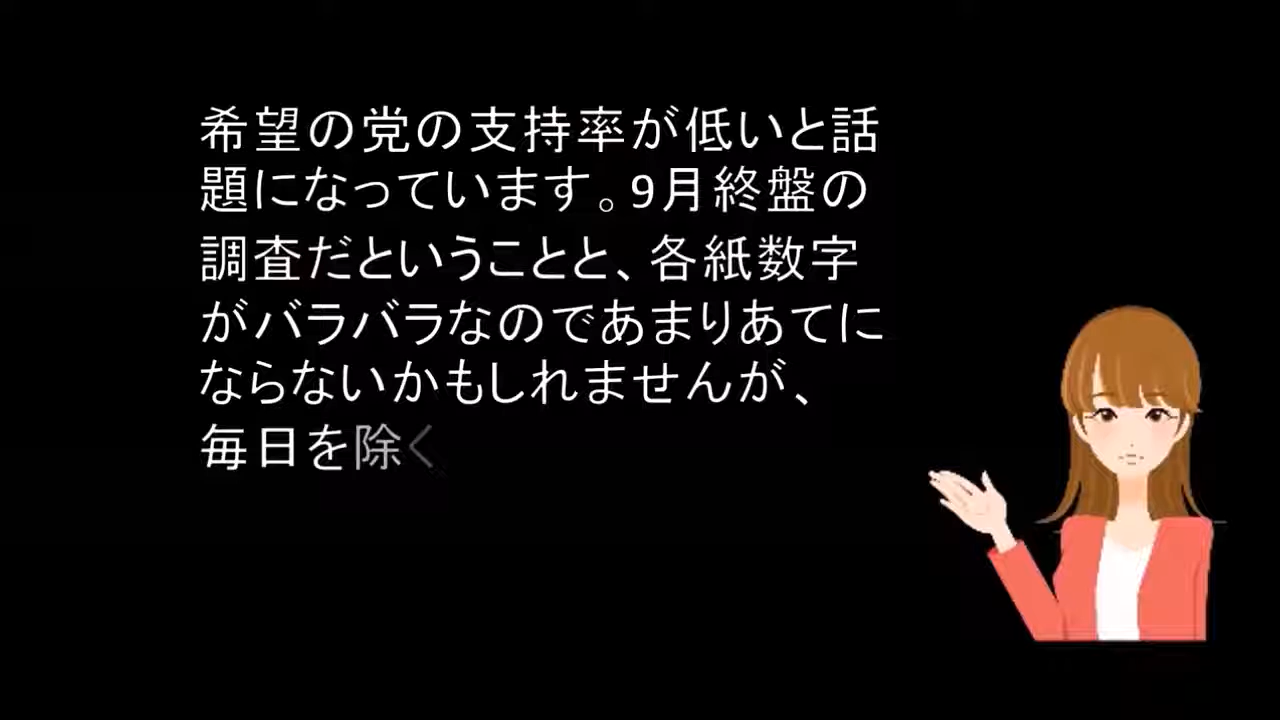 希望の党の支持率が低いと話
題になっています。9月終盤の
調査だということと、各紙数字
がバラバラなのであまりあてに
ならないかもしれませんが、
毎日を除く